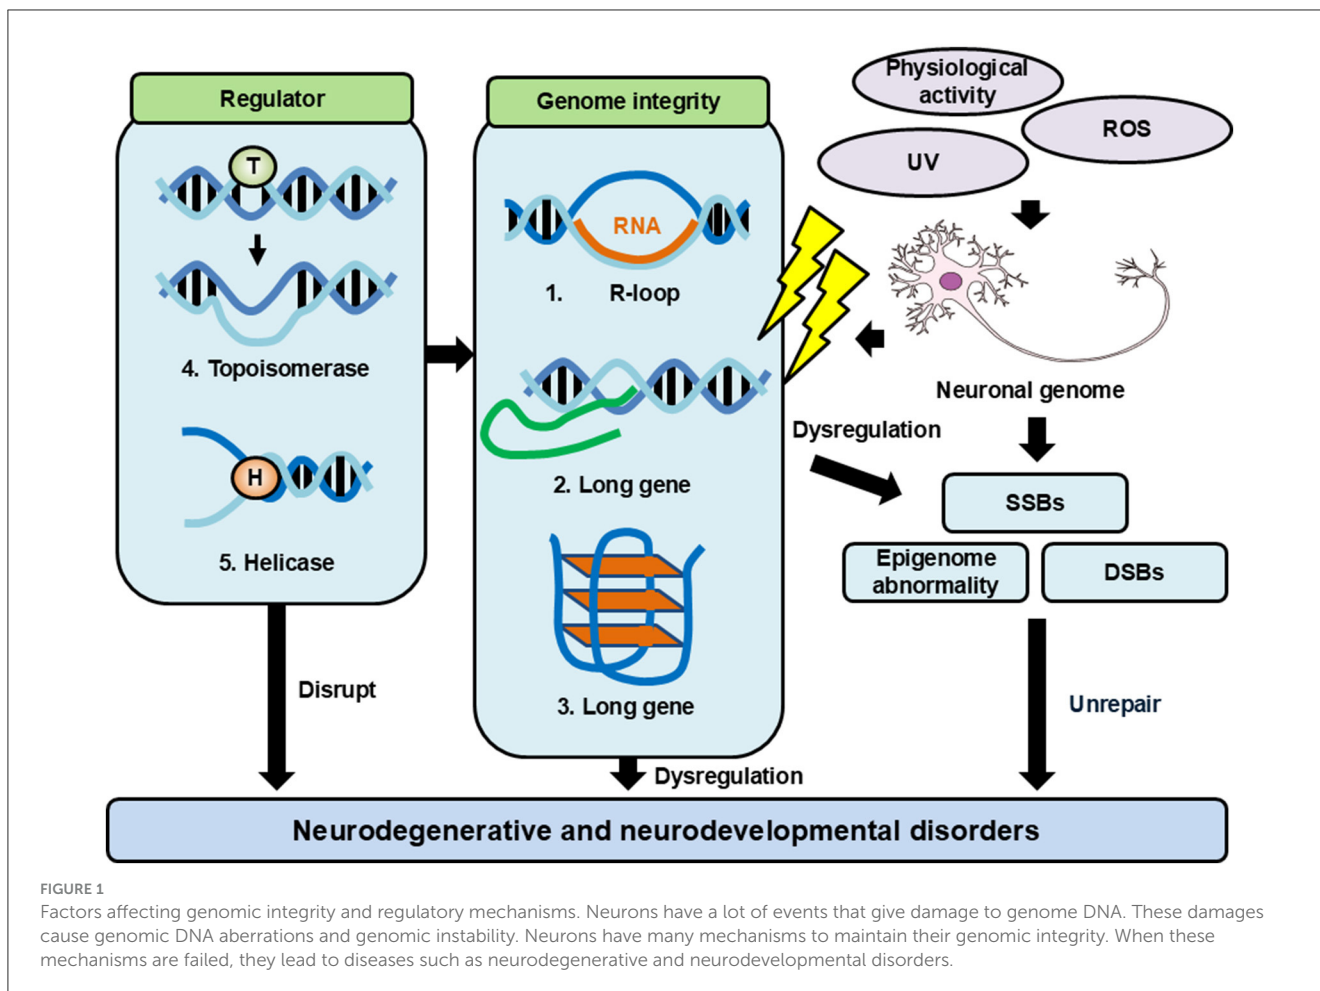 Regulator
T
4. Topoisomerase
H
5. Helicase
Disrupt
Genome integrity
RNA
1. R-loop
2. Long gene
3. Long gene
Dysregulation
Physiological
activity
ROS
UV
Neuronal genome
Dysregulation
SSBs
Epigenome
abnormality
DSBs
Unrepair
Neurodegenerative and neurodevelopmental disorders
FIGURE 1
Factors affecting genomic integrity and regulatory mechanisms. Neurons have a lot of events that give damage to genome DNA. These damages
cause genomic DNA aberrations and genomic instability. Neurons have many mechanisms to maintain their genomic integrity. When these
mechanisms are failed, they lead to diseases such as neurodegenerative and neurodevelopmental disorders.